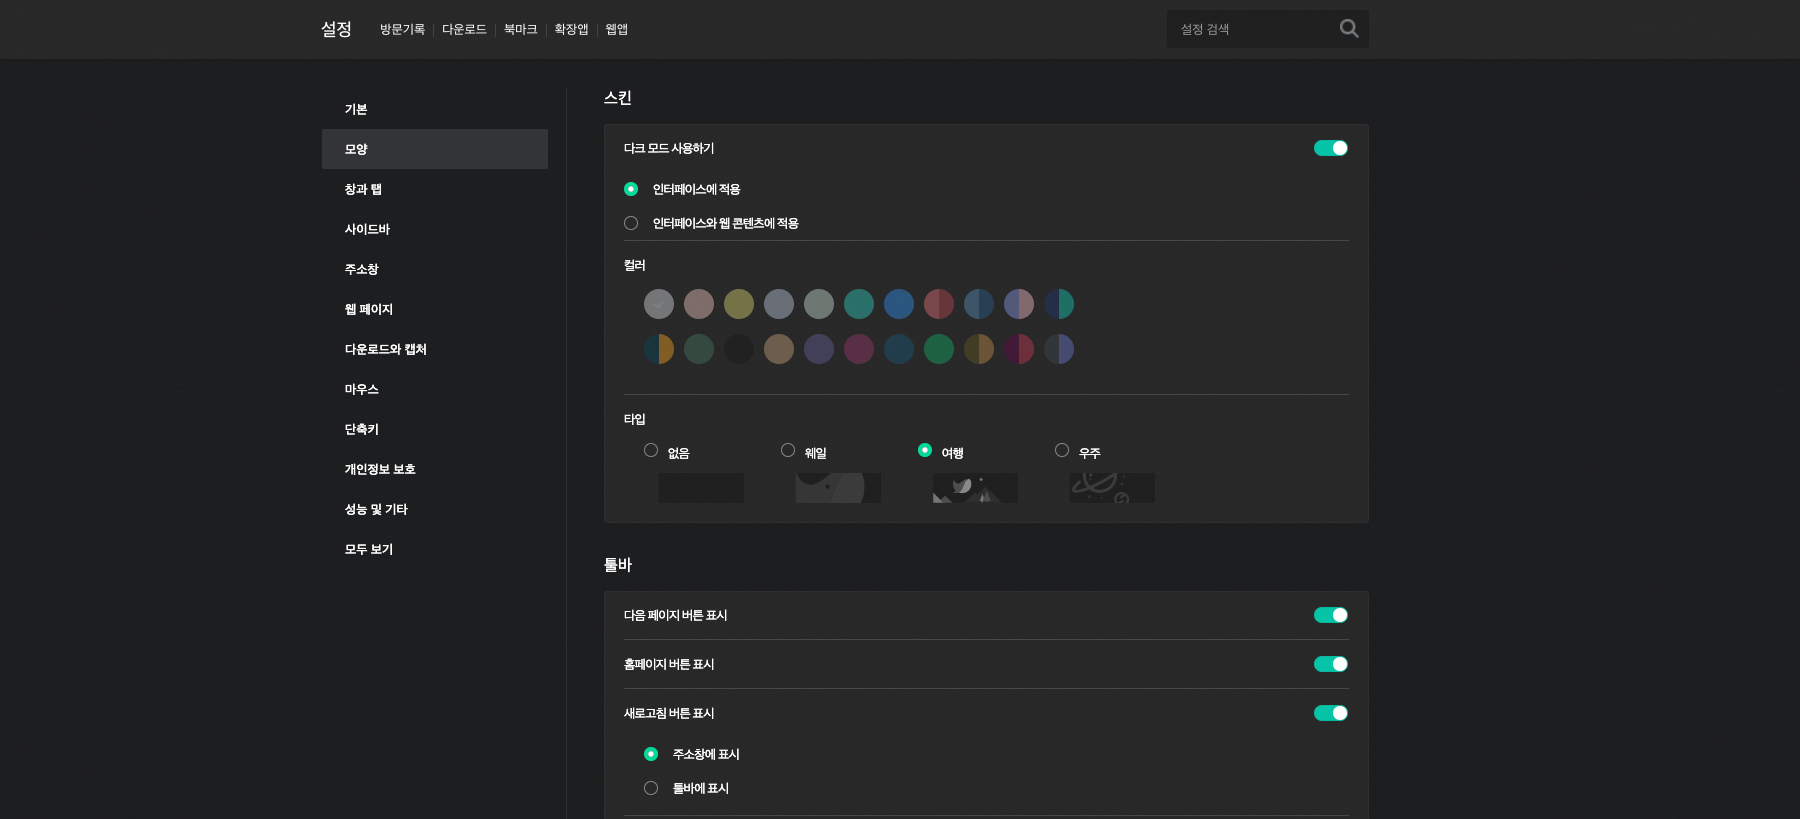 설정 방문기록 다운로드 북마크 확장앱 웹앱 설정 검색
기본
모양
창과 탭
사이드바
주소창
웹 페이지
다운로드와 캡처
마우스
단축키
개인정보 보호
성능 및 기타
모두 보기
스킨
다크 모드 사용하기
인터페이스에 적용
인터페이스와 웹 콘텐츠에 적용
컬러
타입
없음 웨일 여행 우주
툴바
다음 페이지 버튼 표시
홈페이지 버튼 표시
새로고침 버튼 표시
주소창에 표시
툴바에 표시